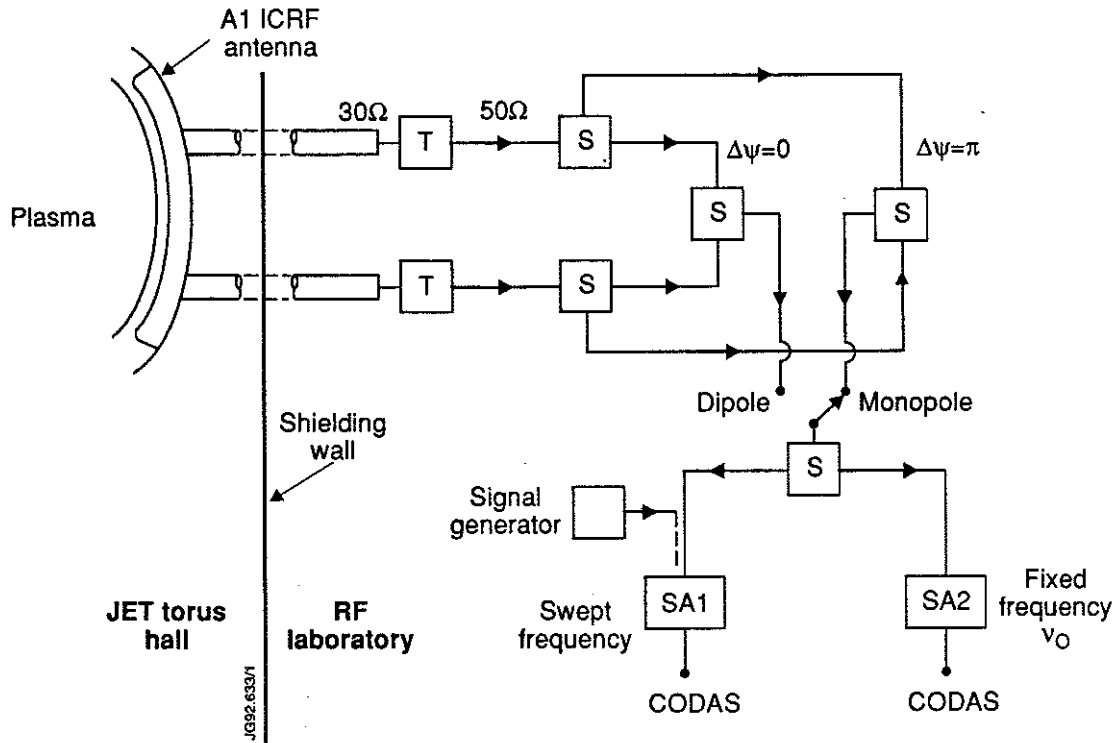 A1 ICRF
antenna
30Ω
50Ω
T
S
Δψ=0
Δψ=π
S
S
Plasma
T
S
Dipole
Monopole
Shielding
wall
S
Signal
generator
SA1
SA2
Swept
frequency
Fixed
frequency
νO
JET torus
hall
RF
laboratory
CODAS
CODAS
JG92.633/1